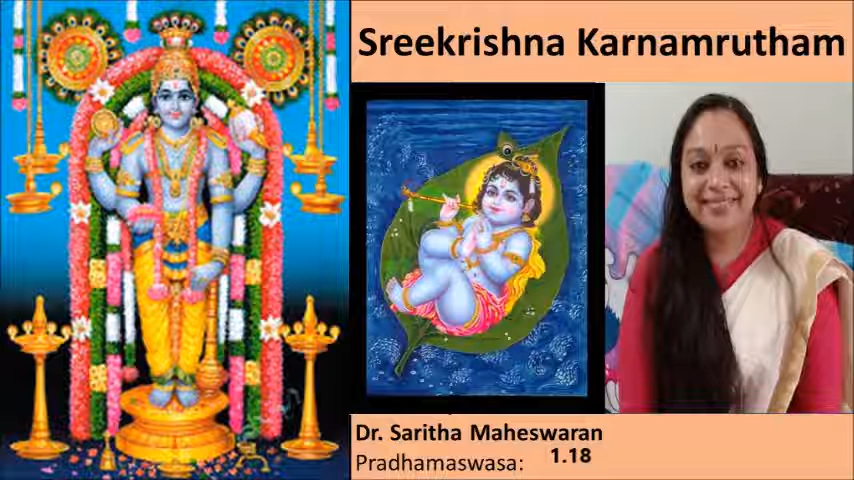 Sreekrishna Karnamrutham
Dr. Saritha Maheswaran
Pradhamaswasa: 1.18